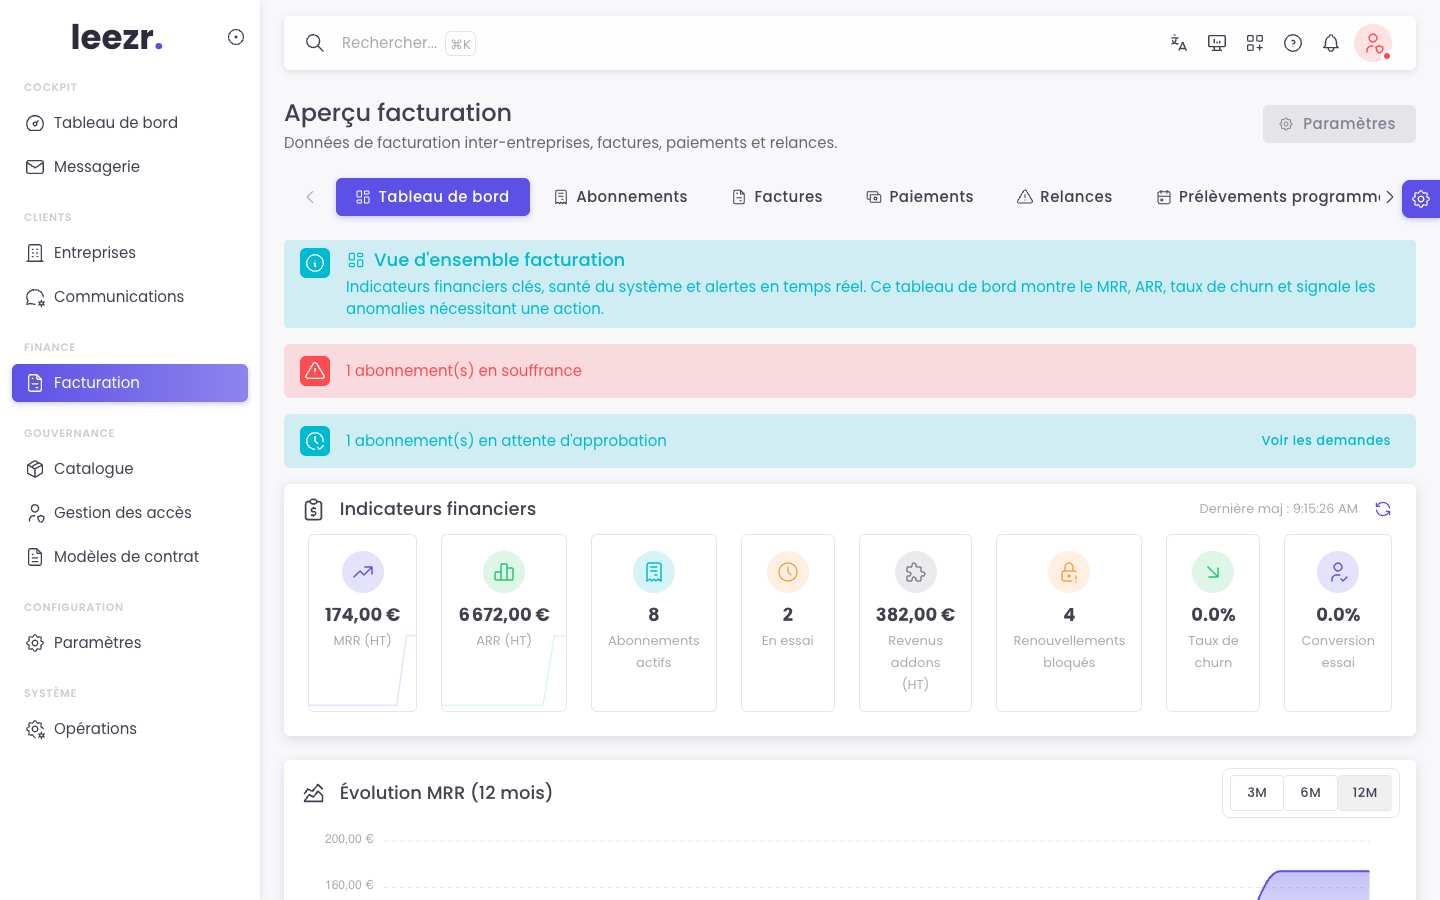 leezr.
Rechercher... ⌘K
COCKPIT
Tableau de bord
Messagerie
CLIENTS
Entreprises
Communications
FINANCE
Facturation
GOUVERNANCE
Catalogue
Gestion des accès
Modèles de contrat
CONFIGURATION
Paramètres
SYSTÈME
Opérations
Aperçu facturation
Données de facturation inter-entreprises, factures, paiements et relances.
Paramètres
Tableau de bord
Abonnements
Factures
Paiements
Relances
Prélèvements programm
Vue d'ensemble facturation
Indicateurs financiers clés, santé du système et alertes en temps réel. Ce tableau de bord montre le MRR, ARR, taux de churn et signale les
anomalies nécessitant une action.
1 abonnement(s) en souffrance
1 abonnement(s) en attente d'approbation
Voir les demandes
Indicateurs financiers
Dernière maj : 9:15:26 AM
174,00 €
MRR (HT)
6 672,00 €
ARR (HT)
8
Abonnements
actifs
2
En essai
382,00 €
Revenus
addons
(HT)
4
Renouvellements
bloqués
0.0%
Taux de
churn
0.0%
Conversion
essai
Évolution MRR (12 mois)
3M
6M
12M
200,00 €
160,00 €